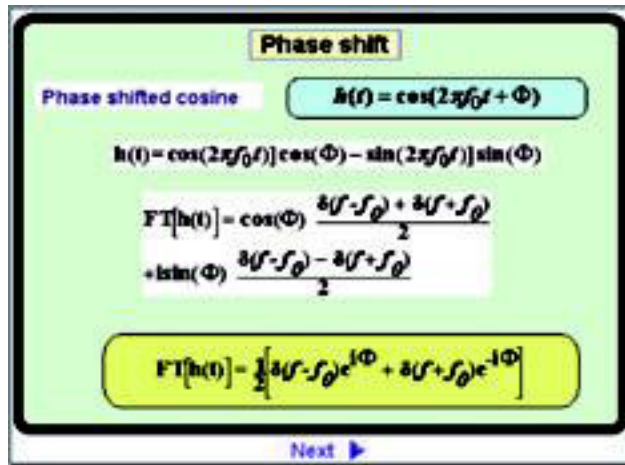 Phase shift
Phase shifted cosine
h(t) = cos(2πf₀t + Φ)
h(t) = cos(2πf₀t)]cos(Φ) − sin(2πf₀t)]sin(Φ)
FT[h(t)] = cos(Φ) δ(f-f₀) + δ(f+f₀)
2
+isin(Φ) δ(f-f₀) − δ(f+f₀)
2
FT[h(t)] = ½[δ(f-f₀)e^{iΦ} + δ(f+f₀)e^{-iΦ}]
Next ▶